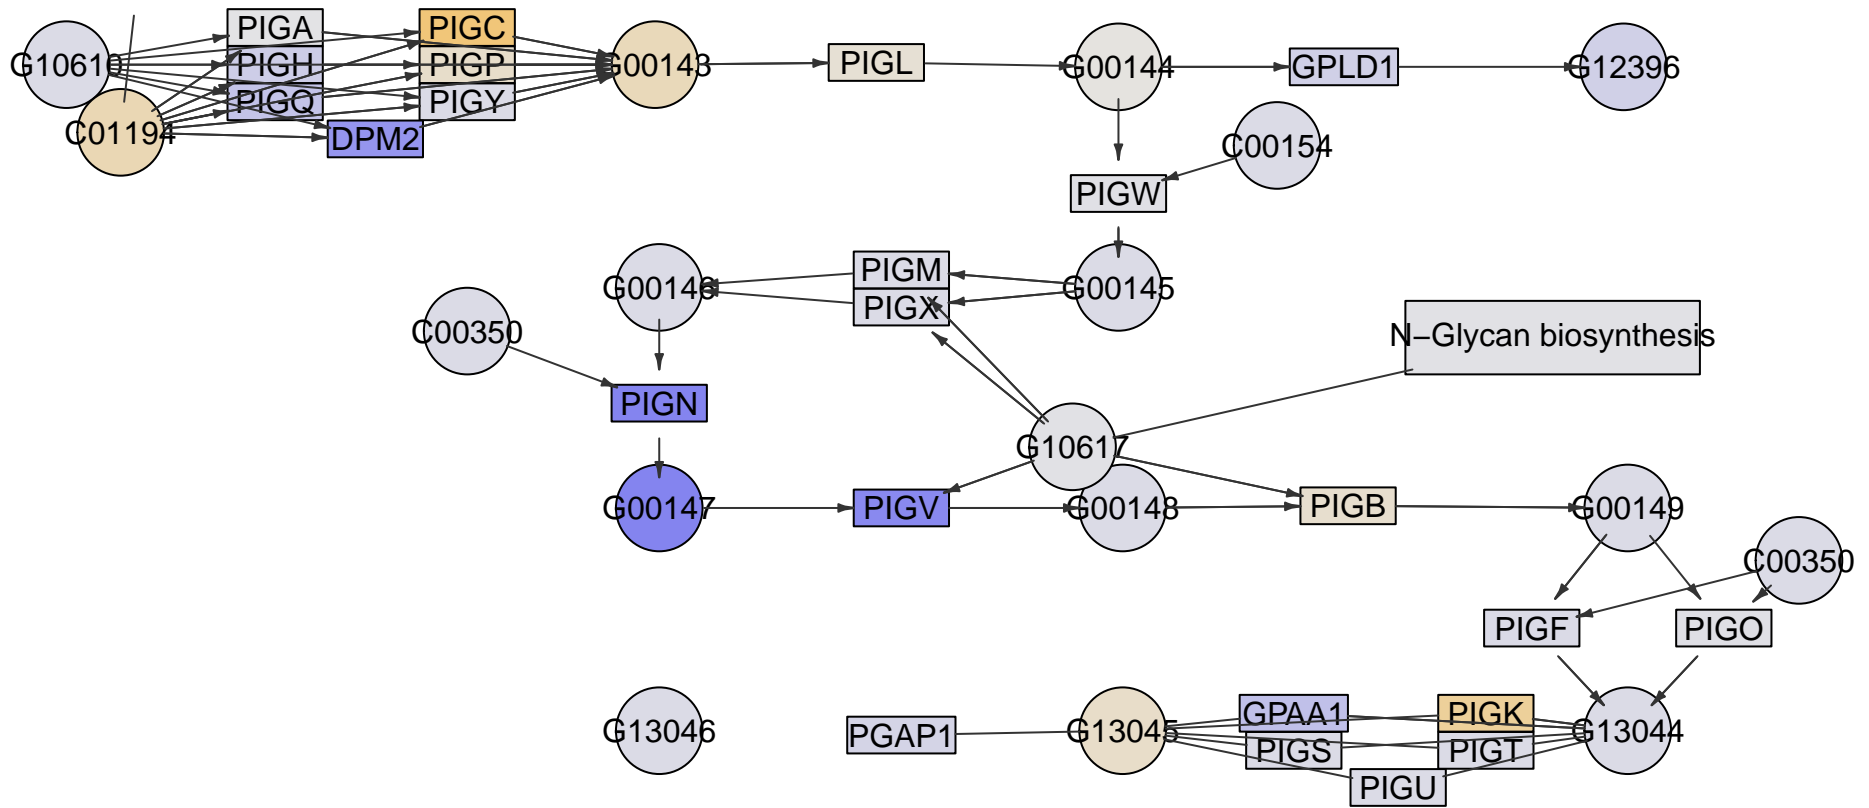 PIGA
PIGC
G10610
PIGH
PIGP
G00143
PIGL
G00144
GPLD1
G12396
PIGQ
PIGY
C01194
DPM2
C00154
PIGW
PIGM
G00146
G00145
PIGX
C00350
N−Glycan biosynthesis
PIGN
G10617
G00147
PIGV
G00148
PIGB
G00149
C00350
PIGF
PIGO
GPAA1
PIGK
G13046
PGAP1
G13045
G13044
PIGS
PIGT
PIGU